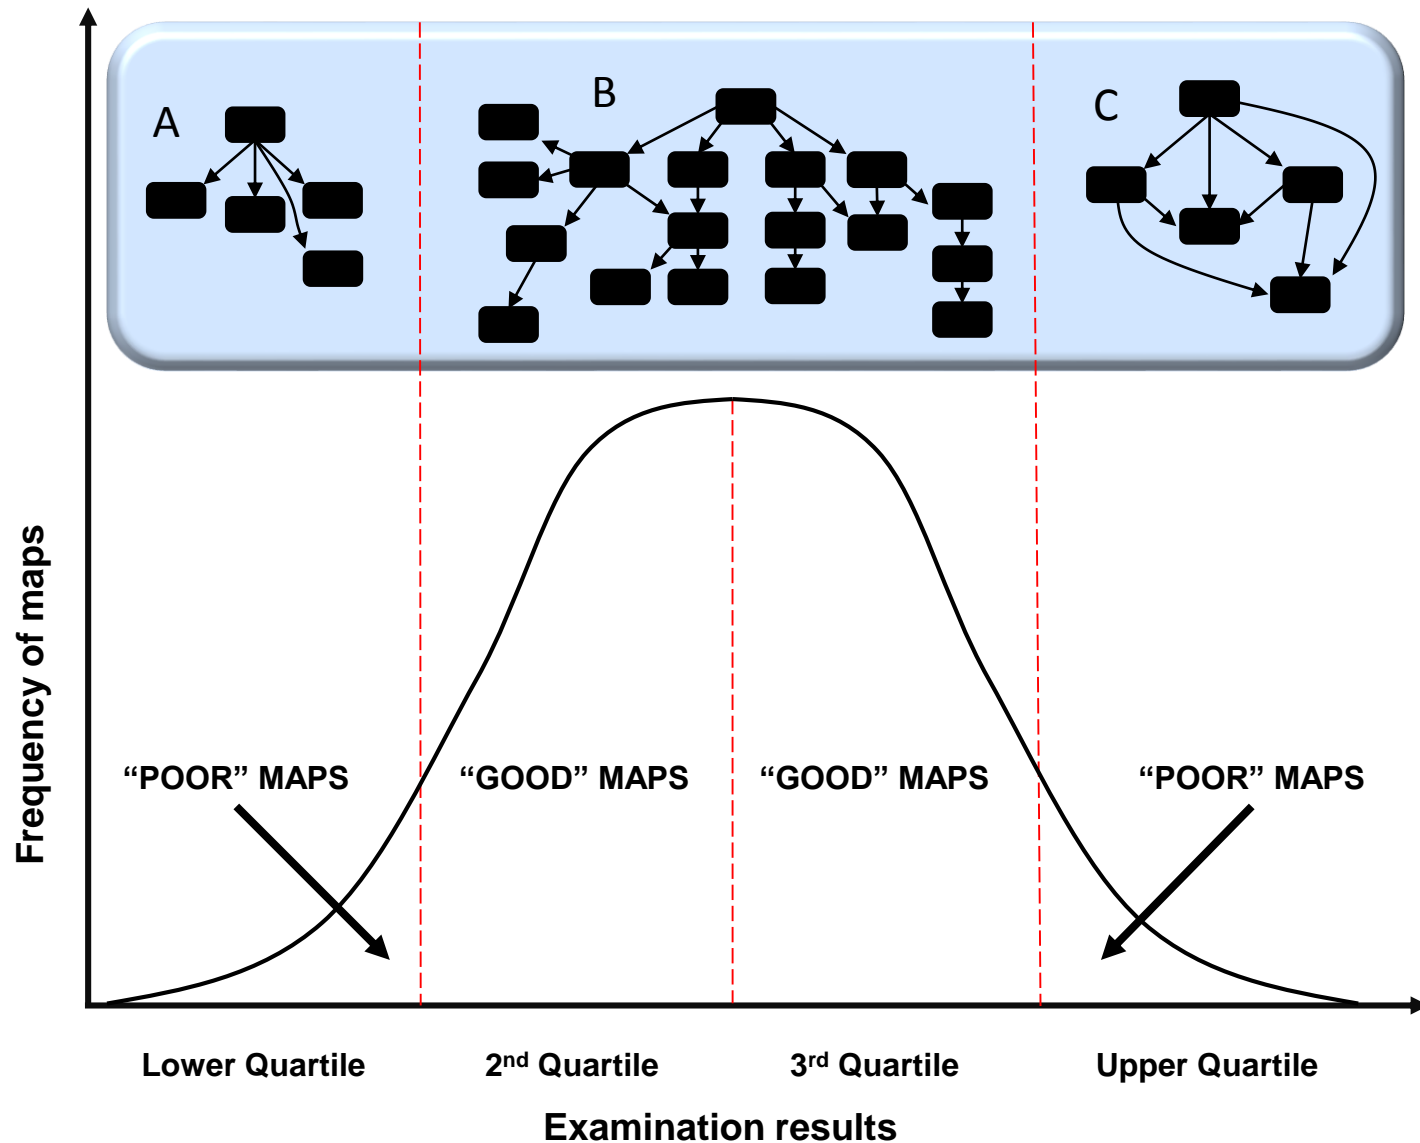 A
B
C
Frequency of maps
“POOR” MAPS
“GOOD” MAPS
“GOOD” MAPS
“POOR” MAPS
Lower Quartile
2nd Quartile
3rd Quartile
Upper Quartile
Examination results